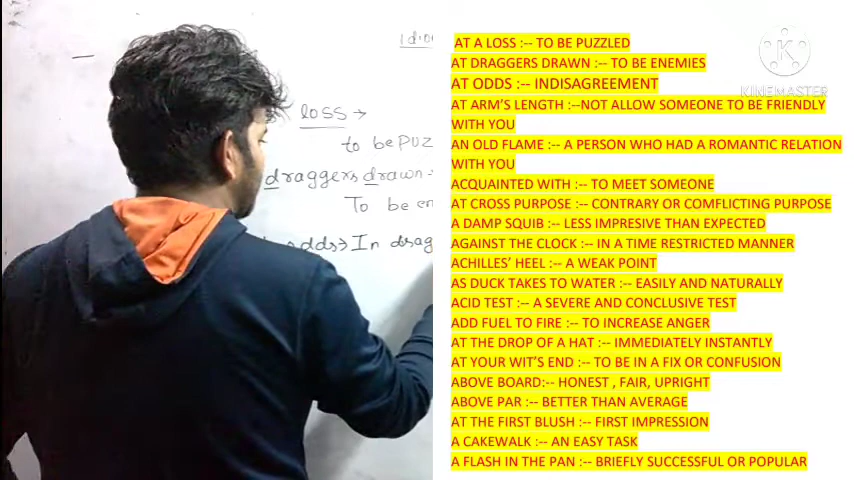 Idio
loss →
to be PUZ
draggers drawn :-
To be en
odds → In drag
AT A LOSS :-- TO BE PUZZLED
AT DRAGGERS DRAWN :-- TO BE ENEMIES
AT ODDS :-- INDISAGREEMENT
AT ARM'S LENGTH :--NOT ALLOW SOMEONE TO BE FRIENDLY
WITH YOU
AN OLD FLAME :-- A PERSON WHO HAD A ROMANTIC RELATION
WITH YOU
ACQUAINTED WITH :-- TO MEET SOMEONE
AT CROSS PURPOSE :-- CONTRARY OR COMFLICTING PURPOSE
A DAMP SQUIB :-- LESS IMPRESIVE THAN EXPECTED
AGAINST THE CLOCK :-- IN A TIME RESTRICTED MANNER
ACHILLES' HEEL :-- A WEAK POINT
AS DUCK TAKES TO WATER :-- EASILY AND NATURALLY
ACID TEST :-- A SEVERE AND CONCLUSIVE TEST
ADD FUEL TO FIRE :-- TO INCREASE ANGER
AT THE DROP OF A HAT :-- IMMEDIATELY INSTANTLY
AT YOUR WIT'S END :-- TO BE IN A FIX OR CONFUSION
ABOVE BOARD:-- HONEST , FAIR, UPRIGHT
ABOVE PAR :-- BETTER THAN AVERAGE
AT THE FIRST BLUSH :-- FIRST IMPRESSION
A CAKEWALK :-- AN EASY TASK
A FLASH IN THE PAN :-- BRIEFLY SUCCESSFUL OR POPULAR
K
KINEMASTER